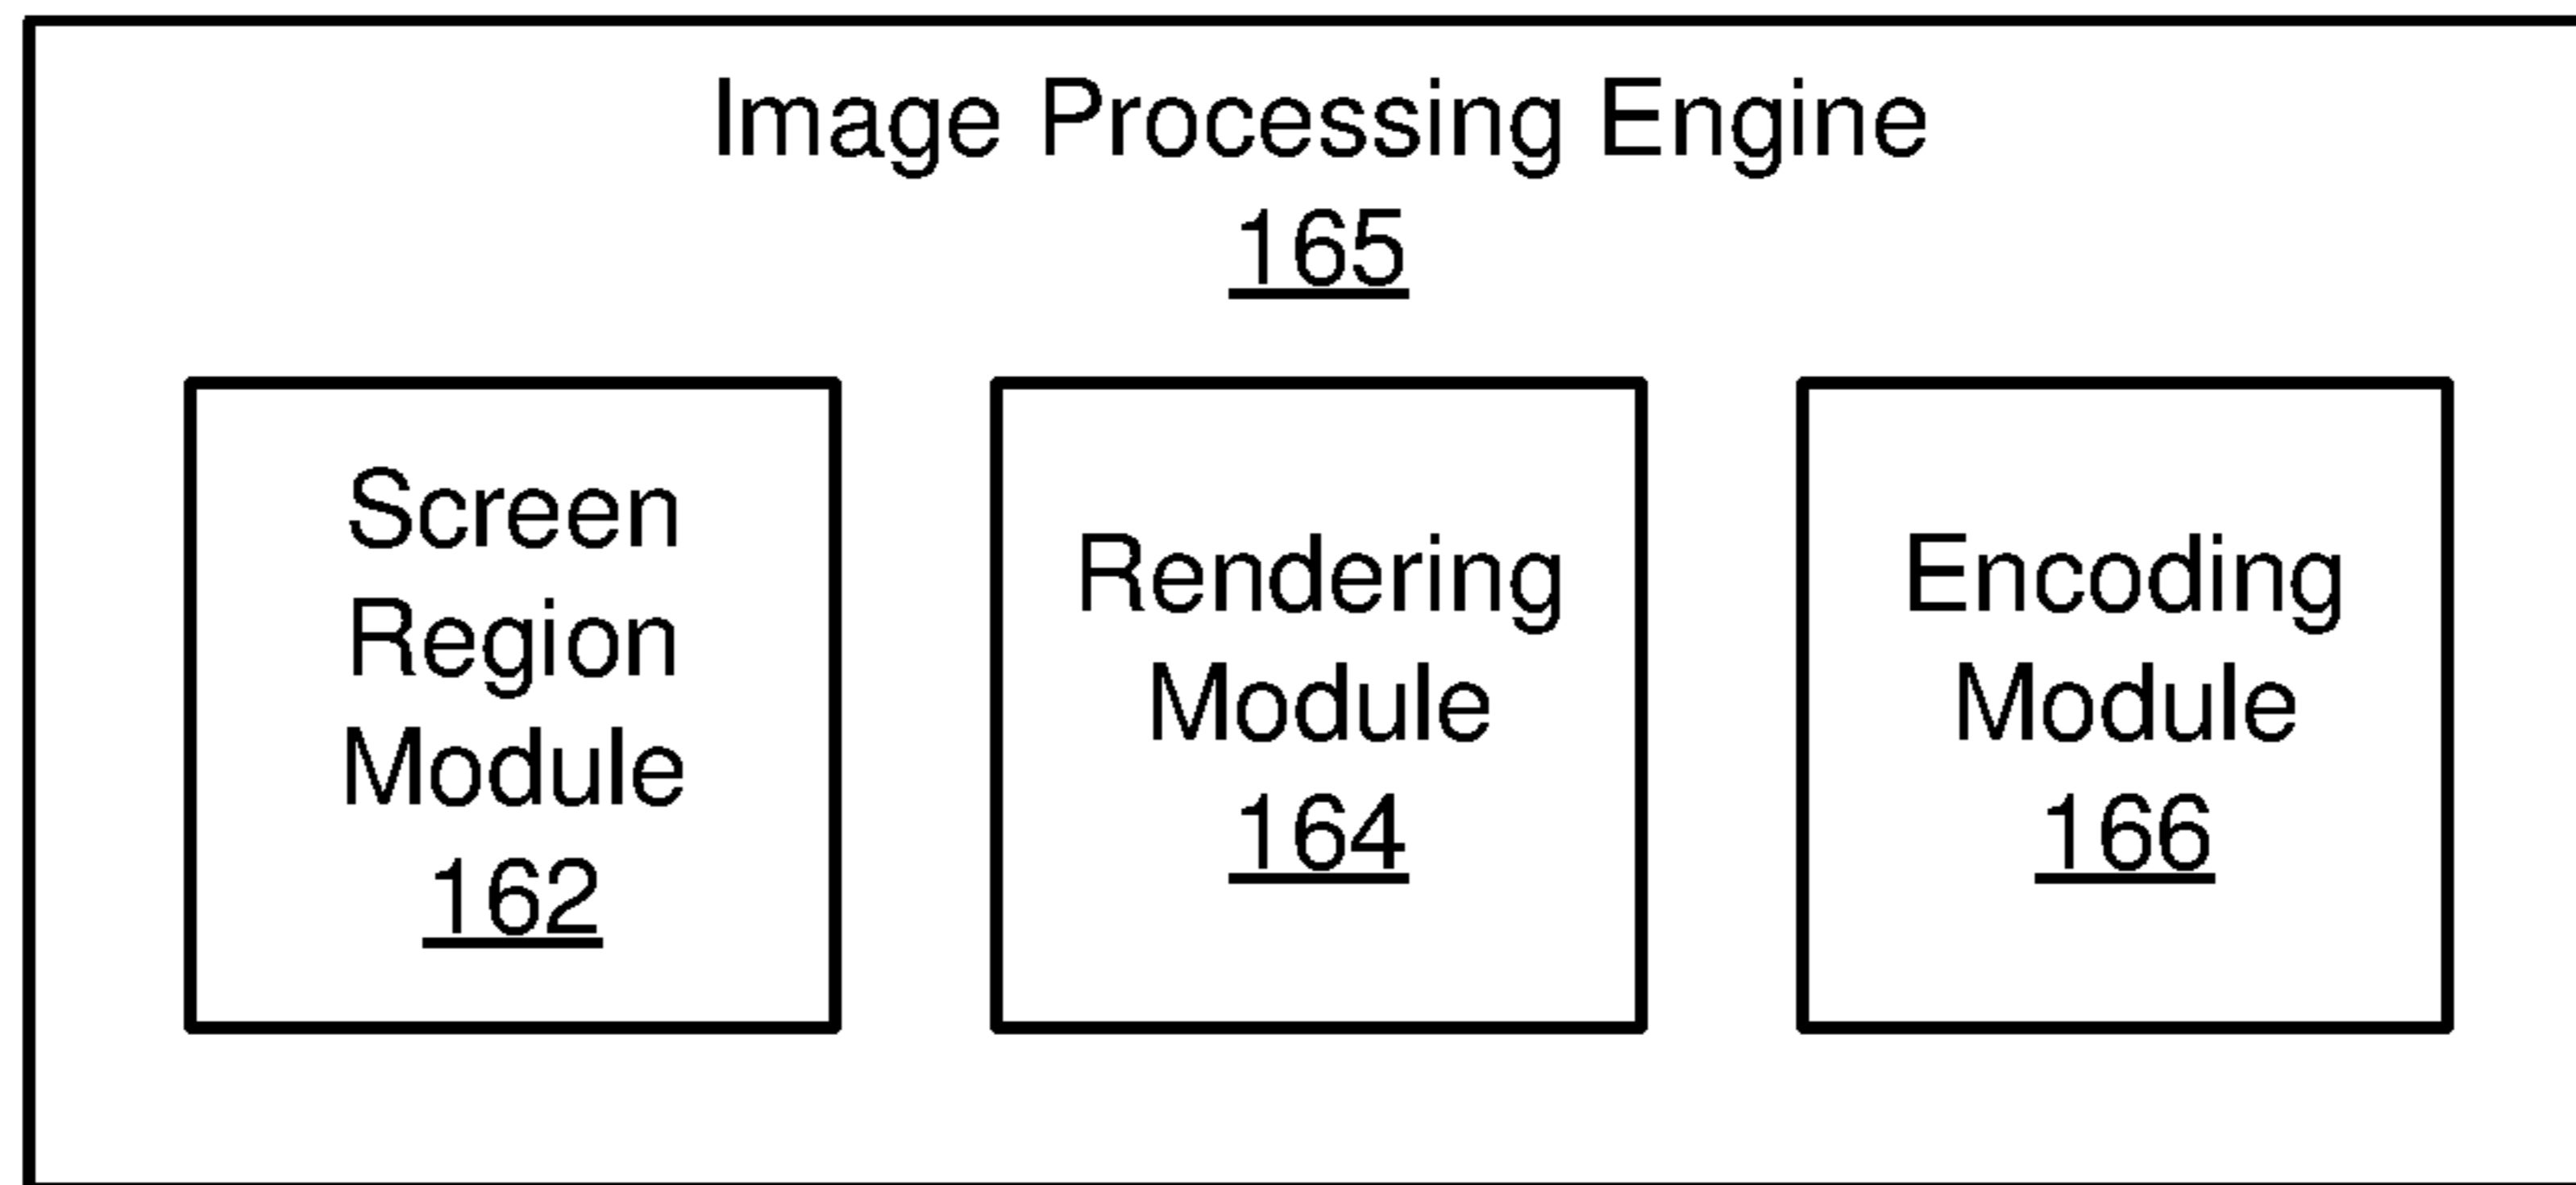 Image Processing Engine
165
Screen
Region
Module
162
Rendering
Module
164
Encoding
Module
166